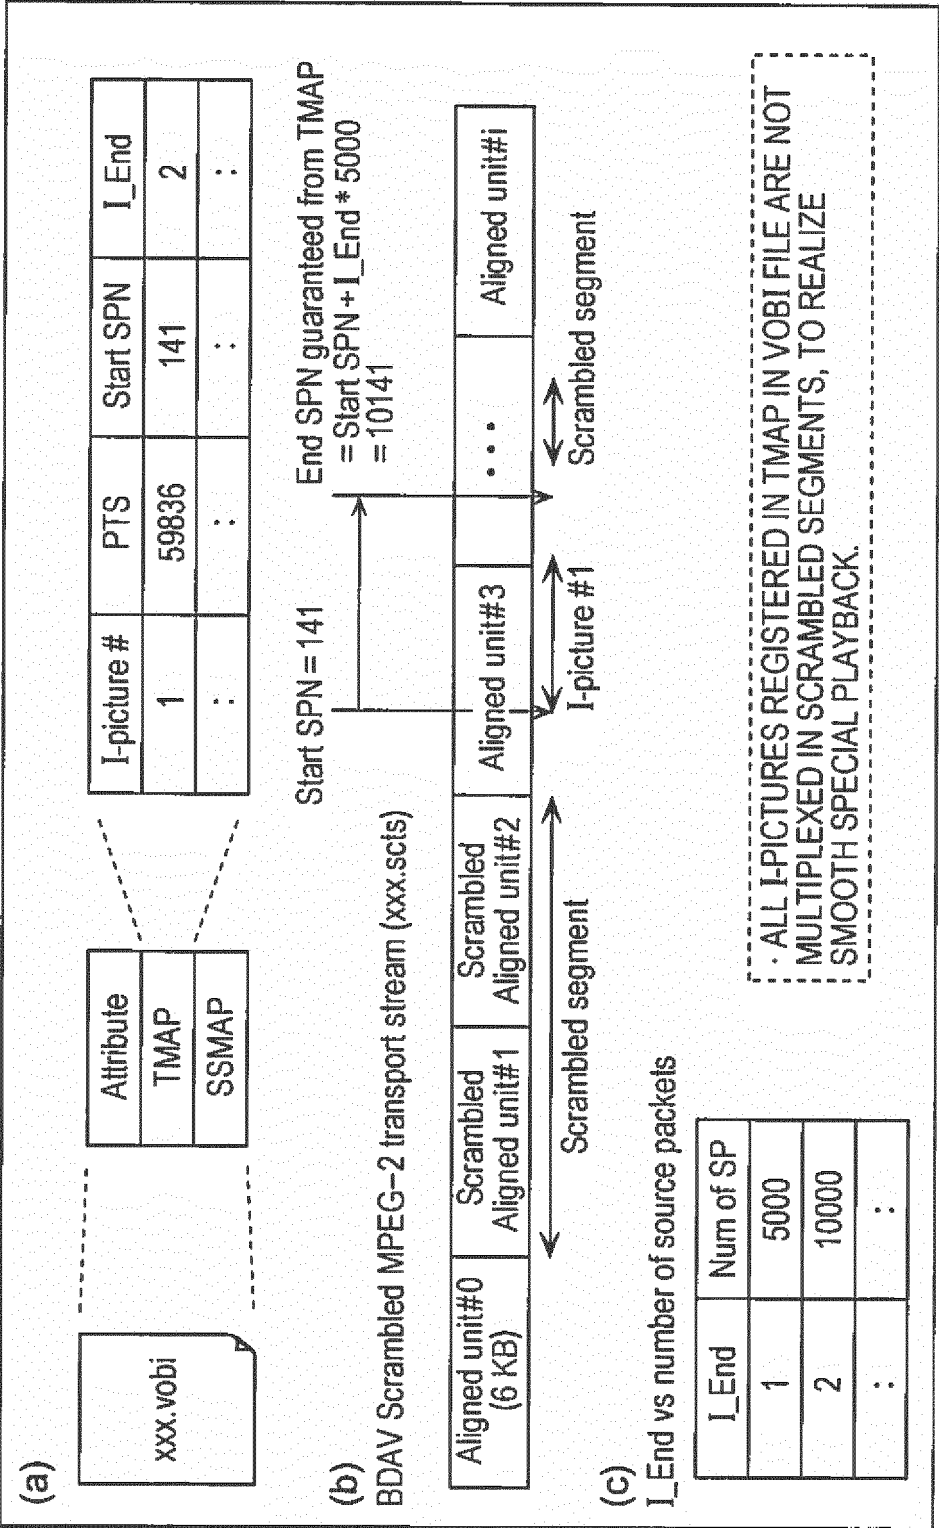 (a)
xxx.vobi
Attribute
TMAP
SSMAP
I-picture # PTS Start SPN I_End
1 59836 141 2
: : : :
(b)
BDAV Scrambled MPEG-2 transport stream (xxx.scts)
Start SPN = 141
End SPN guaranteed from TMAP
= Start SPN + I_End * 5000
= 10141
Aligned unit#0
(6 KB)
Scrambled
Aligned unit#1
Scrambled
Aligned unit#2
Aligned unit#3
• • •
Aligned unit#i
Scrambled segment
I-picture #1
Scrambled segment
(c)
I_End vs number of source packets
I_End Num of SP
1 5000
2 10000
: :
· ALL I-PICTURES REGISTERED IN TMAP IN VOBI FILE ARE NOT
MULTIPLEXED IN SCRAMBLED SEGMENTS, TO REALIZE
SMOOTH SPECIAL PLAYBACK.